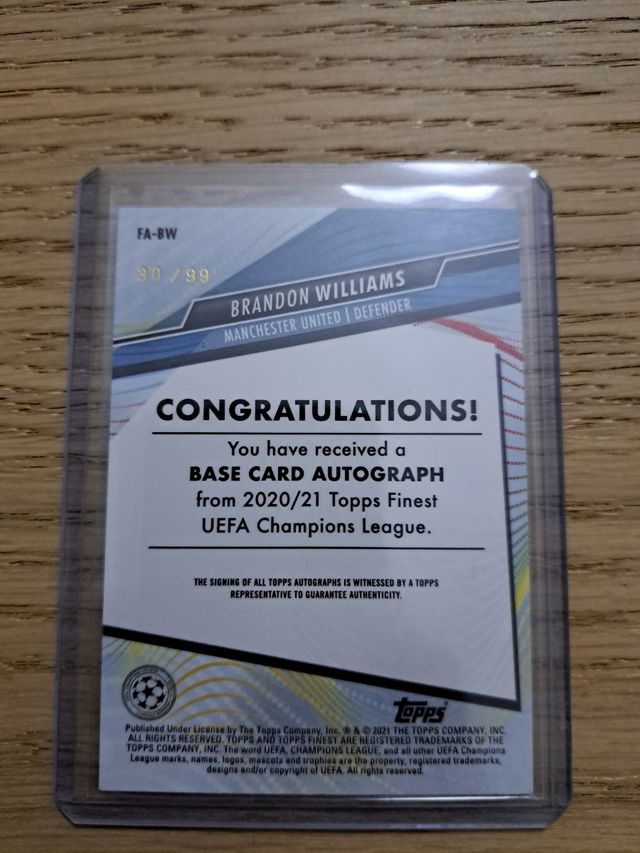 FA-BW
80/99
BRANDON WILLIAMS
MANCHESTER UNITED | DEFENDER
CONGRATULATIONS!
You have received a
BASE CARD AUTOGRAPH
from 2020/21 Topps Finest
UEFA Champions League.
THE SIGNING OF ALL TOPPS AUTOGRAPHS IS WITNESSED BY A TOPPS
REPRESENTATIVE TO GUARANTEE AUTHENTICITY.
topps
Published Under License by The Topps Company, Inc. ® & © 2021 THE TOPPS COMPANY, INC.
ALL RIGHTS RESERVED. TOPPS AND TOPPS FINEST ARE REGISTERED TRADEMARKS OF THE
TOPPS COMPANY, INC. The word UEFA, CHAMPIONS LEAGUE, and all other UEFA Champions
League marks, names, logos, mascots and trophies are the property, registered trademarks,
designs and/or copyright of UEFA. All rights reserved.